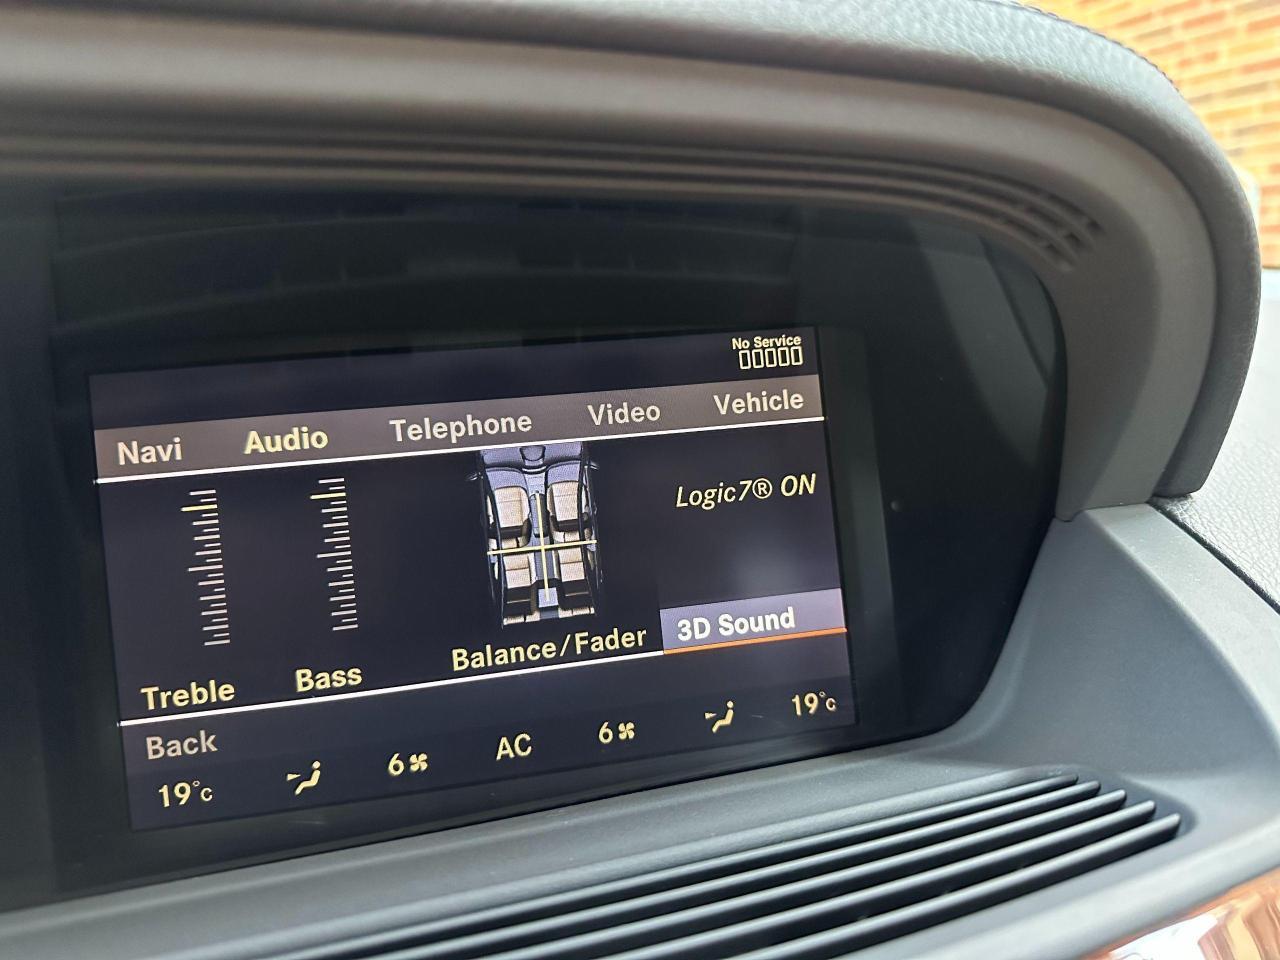 No Service
Navi Audio Telephone Video Vehicle
Logic7® ON
Treble Bass Balance/Fader 3D Sound
Back
19°C 6 AC 6 19°C